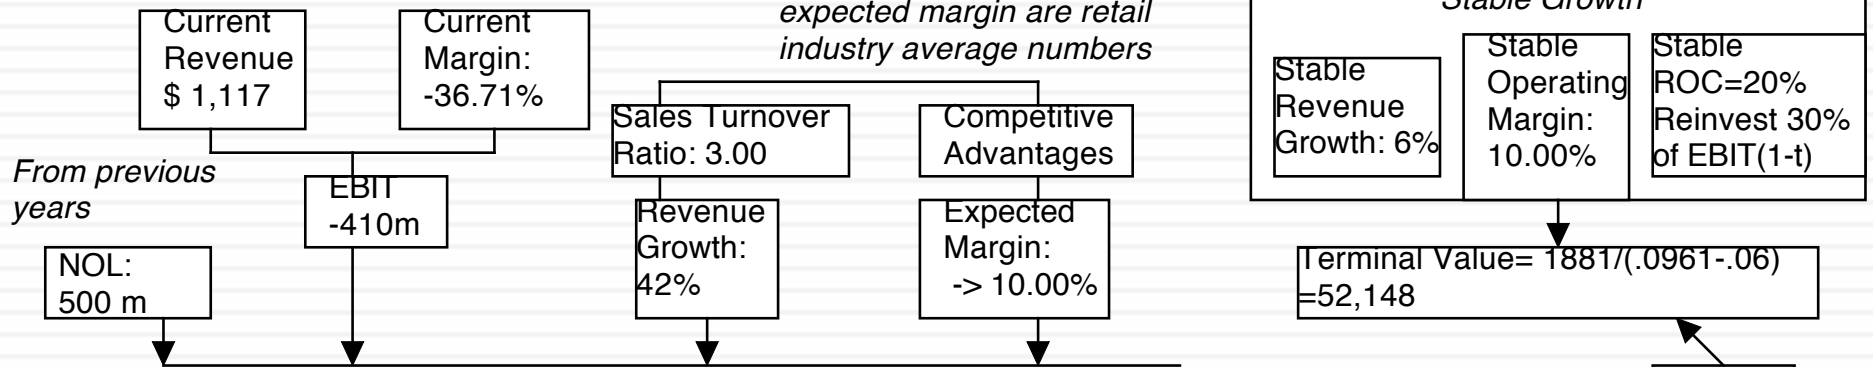 Current
Revenue
$ 1,117
Current
Margin:
-36.71%
expected margin are retail
industry average numbers
Stable Growth
Stable
Revenue
Growth: 6%
Stable
Operating
Margin:
10.00%
Stable
ROC=20%
Reinvest 30%
of EBIT(1-t)
Sales Turnover
Ratio: 3.00
Competitive
Advantages
From previous
years
EBIT
-410m
Revenue
Growth:
42%
Expected
Margin:
-> 10.00%
NOL:
500 m
Terminal Value= 1881/(.0961-.06)
=52,148